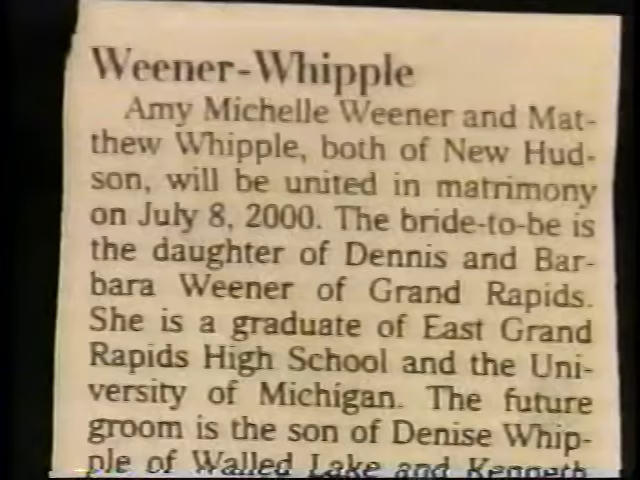 Weener-Whipple
Amy Michelle Weener and Mat-
thew Whipple, both of New Hud-
son, will be united in matrimony
on July 8, 2000. The bride-to-be is
the daughter of Dennis and Bar-
bara Weener of Grand Rapids.
She is a graduate of East Grand
Rapids High School and the Uni-
versity of Michigan. The future
groom is the son of Denise Whip-
ple of Walled Lake and Kenneth